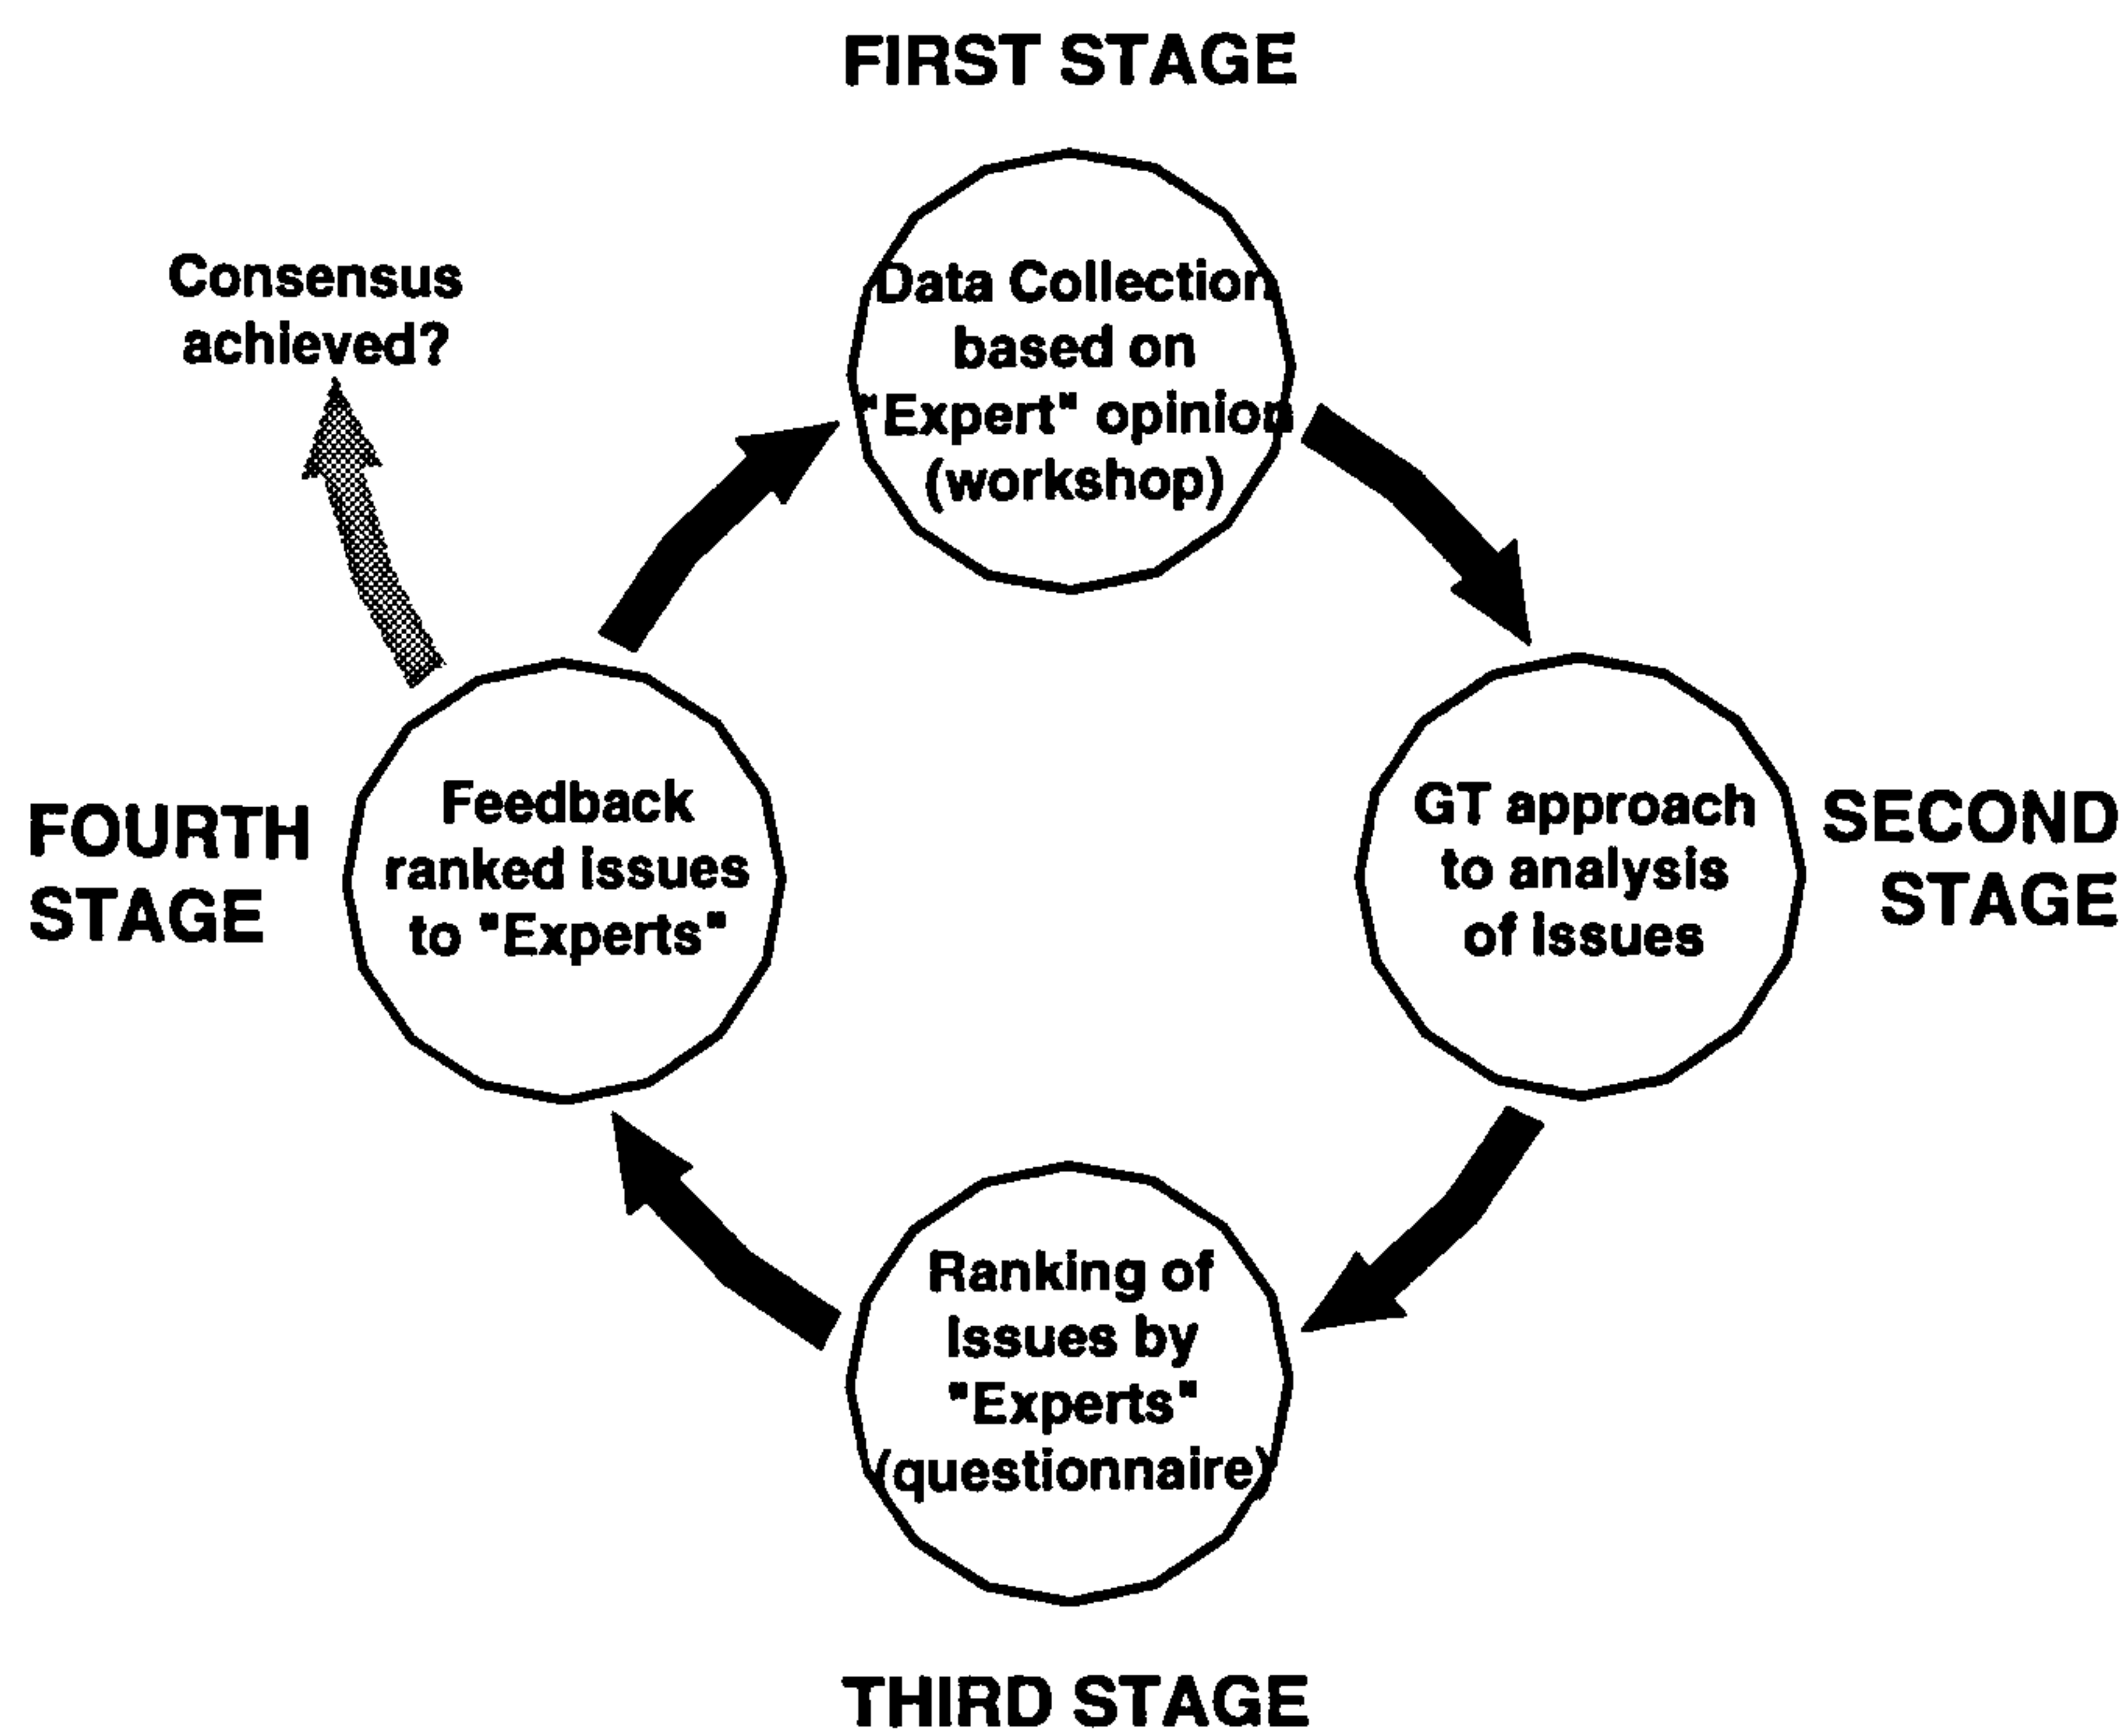 FIRST STAGE
Data Collection
based on
"Expert" opinion
(workshop)
Consensus
achieved?
GT approach
to analysis
of issues
SECOND
STAGE
Ranking of
Issues by
"Experts"
(questionnaire)
THIRD STAGE
Feedback
ranked issues
to "Experts"
FOURTH
STAGE